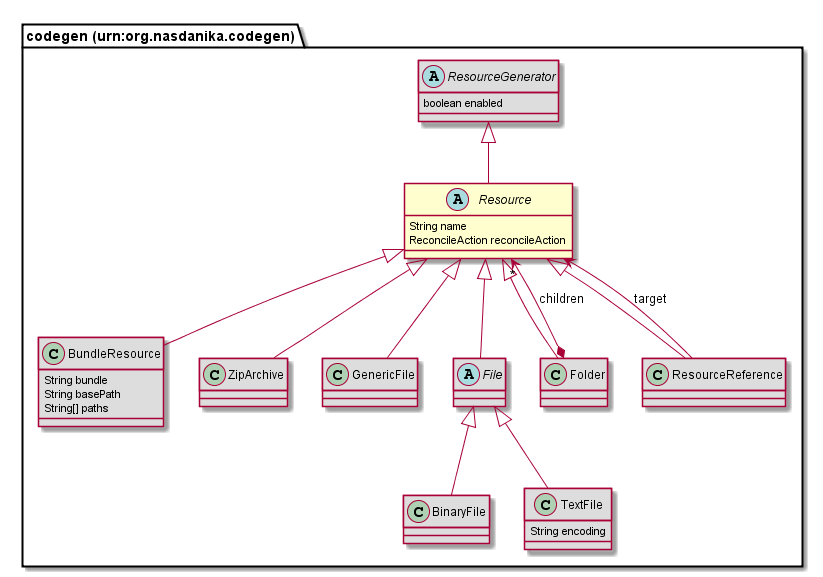 codegen (urn:org.nasdanika.codegen)
A ResourceGenerator
boolean enabled
A Resource
String name
ReconcileAction reconcileAction
children
target
*
C BundleResource
String bundle
String basePath
String[] paths
C ZipArchive
C GenericFile
A File
C Folder
C ResourceReference
C BinaryFile
C TextFile
String encoding